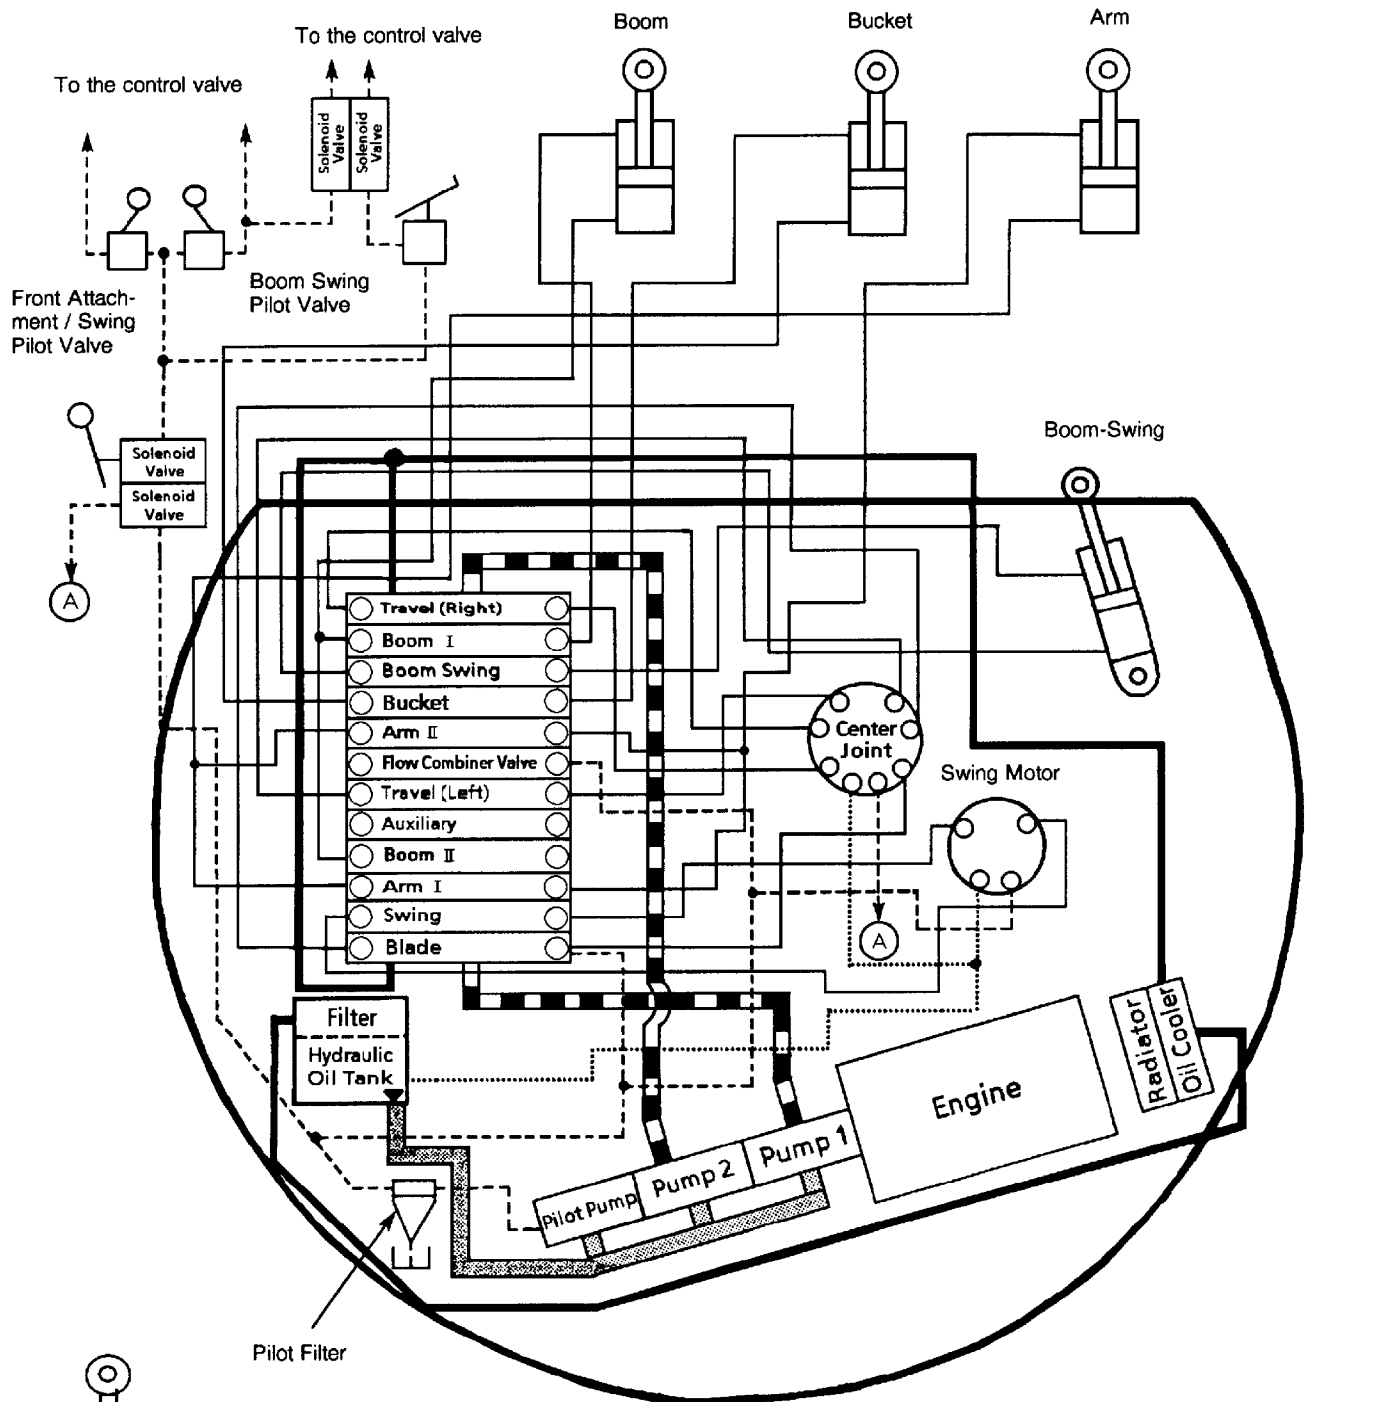 To the control valve
To the control valve
Boom
Bucket
Arm
Solenoid
Valve
Solenoid
Valve
Boom Swing
Pilot Valve
Front Attach-
ment / Swing
Pilot Valve
Solenoid
Valve
Solenoid
Valve
A
Boom-Swing
Travel (Right)
Boom I
Boom Swing
Bucket
Arm II
Flow Combiner Valve
Travel (Left)
Auxiliary
Boom II
Arm I
Swing
Blade
Center
Joint
Swing Motor
A
Filter
Hydraulic
Oil Tank
Engine
Radiator
Oil Cooler
Pump 1
Pump 2
Pilot Pump
Pilot Filter